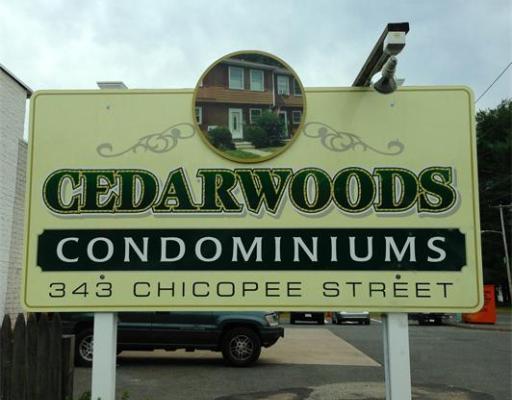 CEDARWOODS
CONDOMINIUMS
343 CHICOPEE STREET